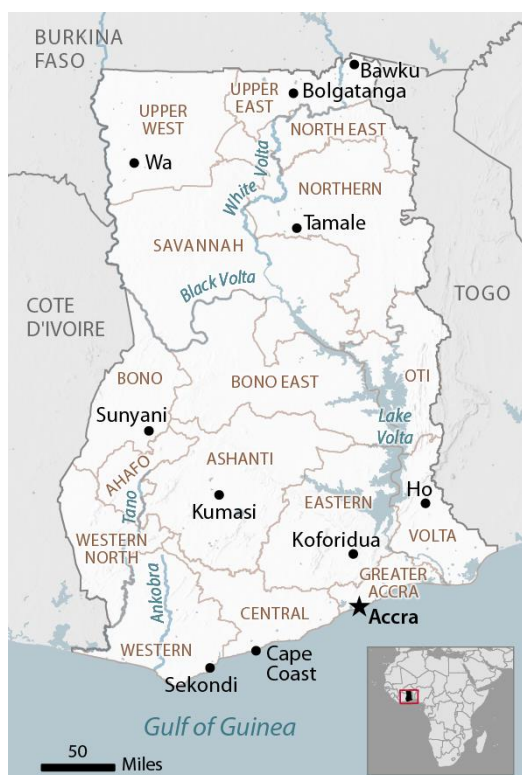 BURKINA
FASO
Bawku
UPPER
EAST
Bolgatanga
UPPER
WEST
NORTH EAST
Wa
White Volta
NORTHERN
Tamale
SAVANNAH
Black Volta
COTE
D'IVOIRE
TOGO
BONO
BONO EAST
OTI
Sunyani
Lake
Volta
AHAFO
ASHANTI
Tano
Kumasi
EASTERN
Ho
WESTERN
NORTH
Koforidua
VOLTA
Ankobra
GREATER
ACCRA
CENTRAL
Accra
WESTERN
Cape
Coast
Sekondi
Gulf of Guinea
50
Miles